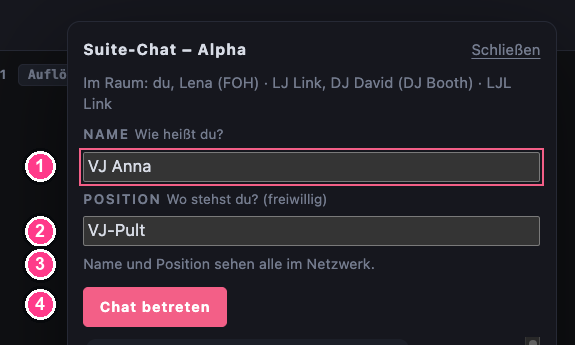 Suite-Chat – Alpha
Schließen
1 Auflö
Im Raum: du, Lena (FOH) · LJ Link, DJ David (DJ Booth) · LJL
Link
NAME Wie heißt du?
1 VJ Anna
POSITION Wo stehst du? (freiwillig)
2 VJ-Pult
3 Name und Position sehen alle im Netzwerk.
4 Chat betreten